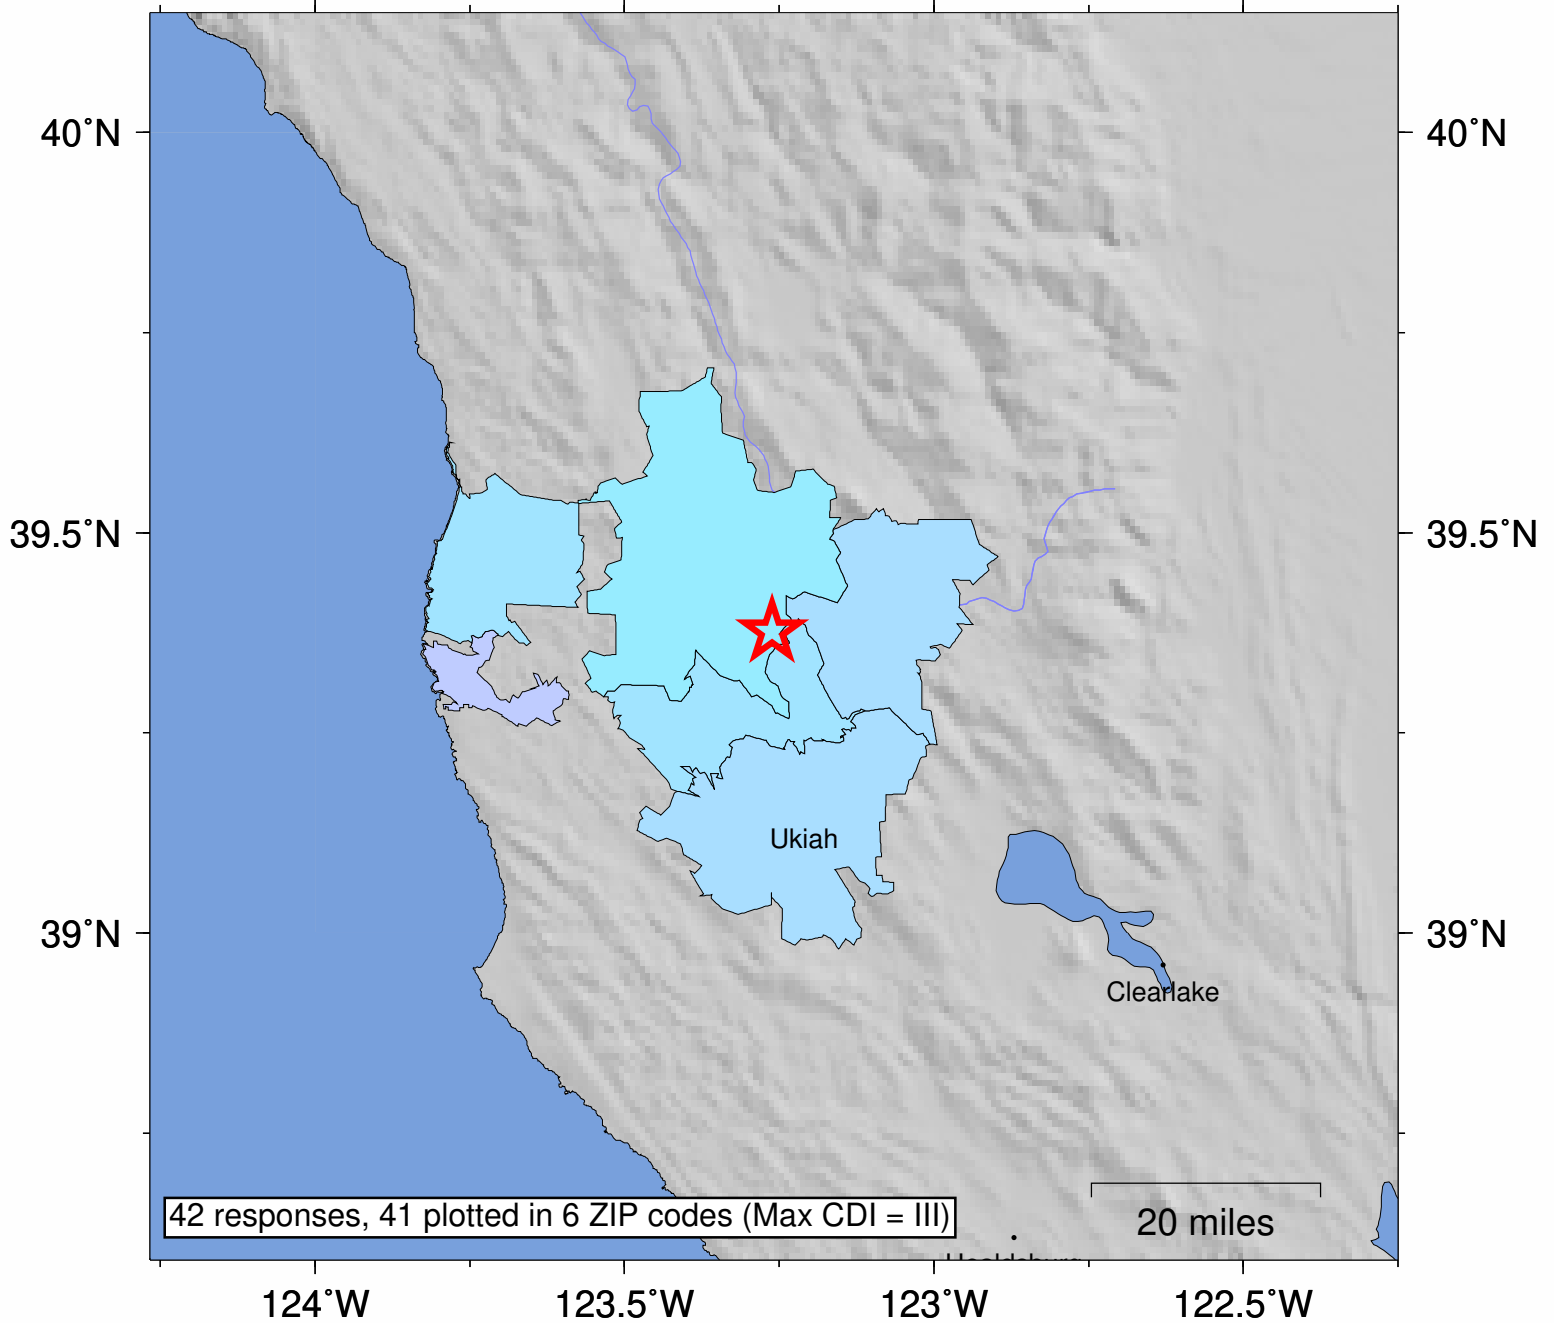 40°N
40°N
39.5°N
39.5°N
Ukiah
39°N
39°N
Clearlake
42 responses, 41 plotted in 6 ZIP codes (Max CDI = III)
20 miles
124°W
123.5°W
123°W
122.5°W